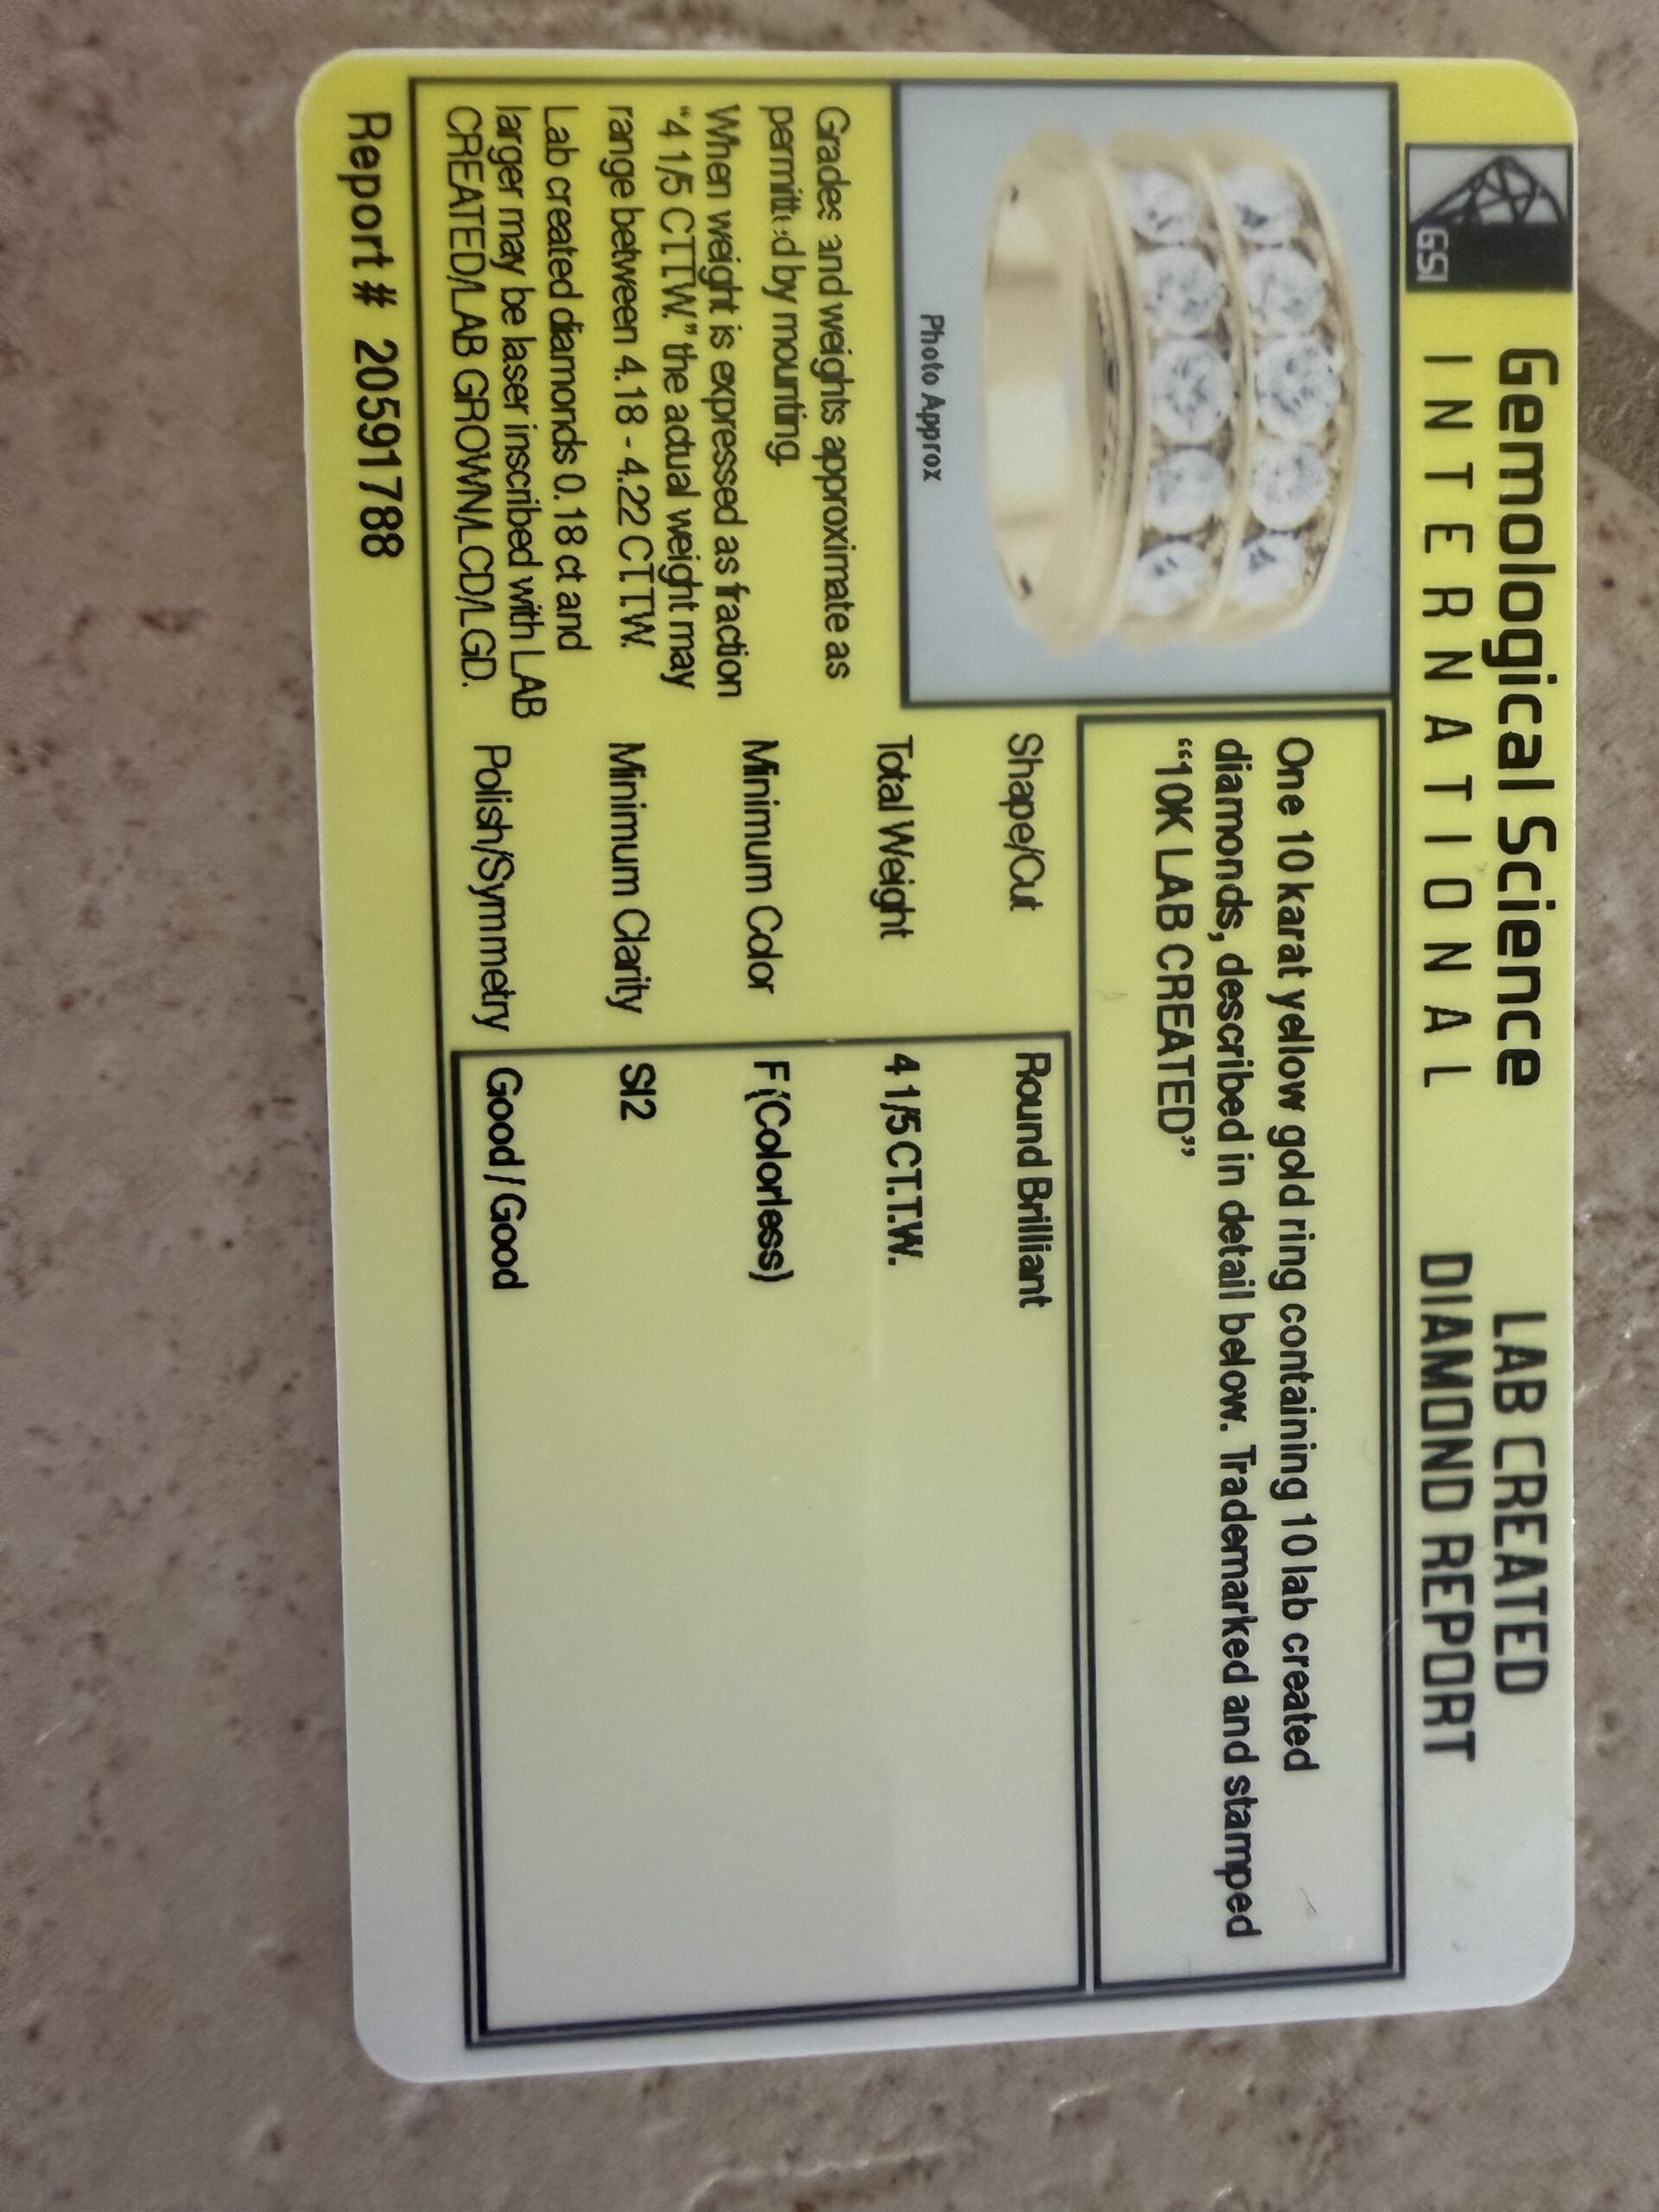 GSI
Gemological Science
INTERNATIONAL
LAB CREATED
DIAMOND REPORT
One 10 karat yellow gold ring containing 10 lab created
diamonds, described in detail below. Trademarked and stamped
“10K LAB CREATED”
Photo Approx
Grades and weights approximate as
permitted by mounting.
When weight is expressed as fraction
“4 1/5 CT.T.W.” the actual weight may
range between 4.18 - 4.22 CT.T.W.
Lab created diamonds 0.18 ct and
larger may be laser inscribed with LAB
CREATED/LAB GROWN/LCD/LGD.
Shape/Cut Round Brilliant
Total Weight 4 1/5 CT.T.W.
Minimum Color F (Colorless)
Minimum Clarity SI2
Polish/Symmetry Good / Good
Report # 20591788